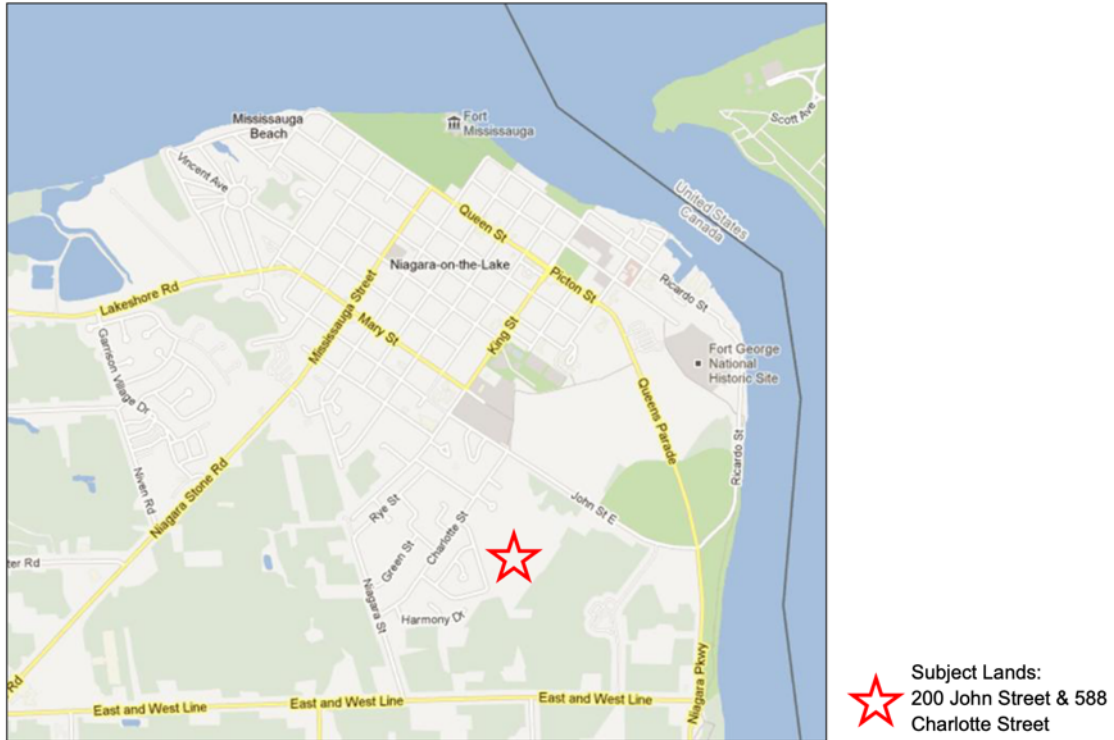 Mississauga
Beach
Fort
Mississauga
Scott Ave
Vincent Ave
United States
Canada
Queen St
Niagara-on-the-Lake
Picton St
Ricardo St
Lakeshore Rd
Mississauga Street
Mary St
King St
Fort George
National
Historic Site
Garrison Village Dr
Queens Parade
Ricardo St
Niven Rd
Niagara Stone Rd
Rye St
John St E
Charlotte St
Green St
ter Rd
Niagara St
Harmony Dr
Niagara Pkwy
Rd
East and West Line
East and West Line
East and West Line
Subject Lands:
200 John Street & 588
Charlotte Street